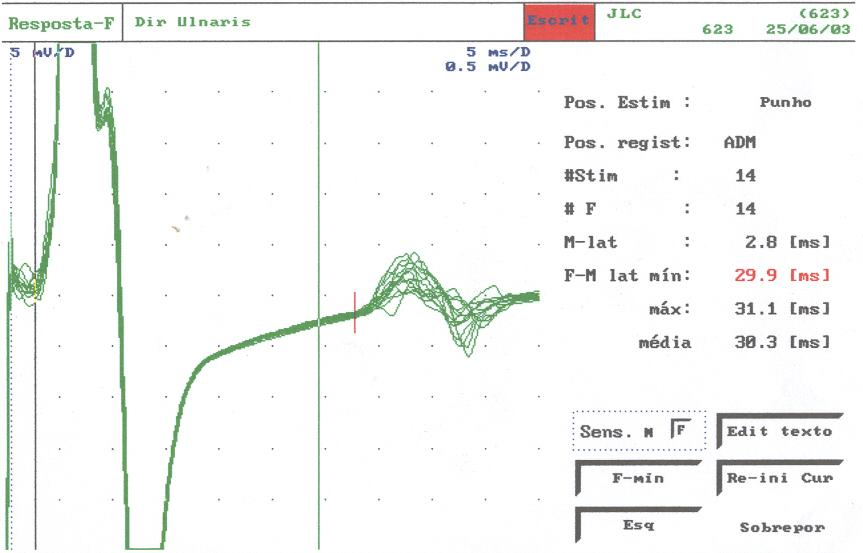 Resposta-F Dir Ulnaris Escrit JLC (623)
623 25/06/03
5 mV/D 5 ms/D
0.5 mV/D
Pos. Estim : Punho
Pos. regist: ADM
#Stim : 14
# F : 14
M-lat : 2.8 [ms]
F-M lat mín: 29.9 [ms]
máx: 31.1 [ms]
média 30.3 [ms]
Sens. M F Edit texto
F-mín Re-ini Cur
Esq Sobrepor